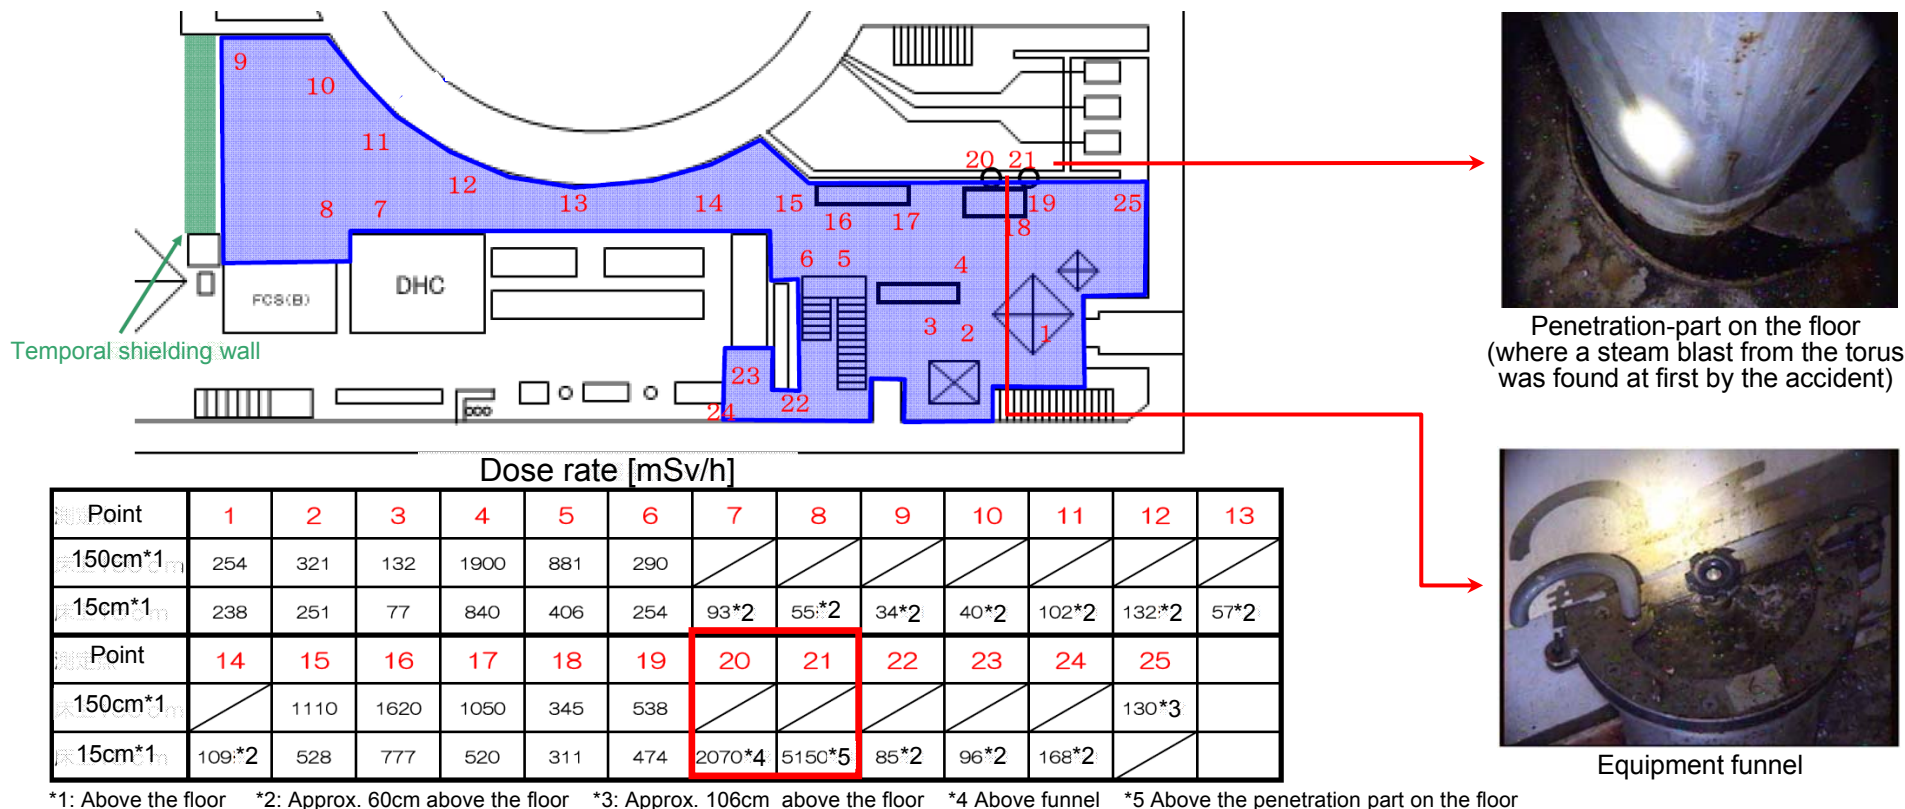 9
10
11
12
8 7
13
14
15
16
17
20 21
19
18
25
6 5
4
3
2
1
23
22
24
FCS(B)
DHC
Temporal shielding wall
Penetration-part on the floor
(where a steam blast from the torus
was found at first by the accident)
Equipment funnel
Dose rate [mSv/h]
Point 1 2 3 4 5 6 7 8 9 10 11 12 13
150cm*1 254 321 132 1900 881 290
15cm*1 238 251 77 840 406 254 93*2 55*2 34*2 40*2 102*2 132*2 57*2
Point 14 15 16 17 18 19 20 21 22 23 24 25
150cm*1 1110 1620 1050 345 538 130*3
15cm*1 109*2 528 777 520 311 474 2070*4 5150*5 85*2 96*2 168*2
*1: Above the floor *2: Approx. 60cm above the floor *3: Approx. 106cm above the floor *4 Above funnel *5 Above the penetration part on the floor